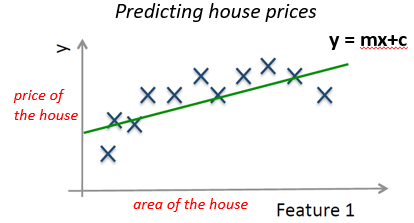 Predicting house prices
y
y = mx+c
price of
the house
area of the house
Feature 1